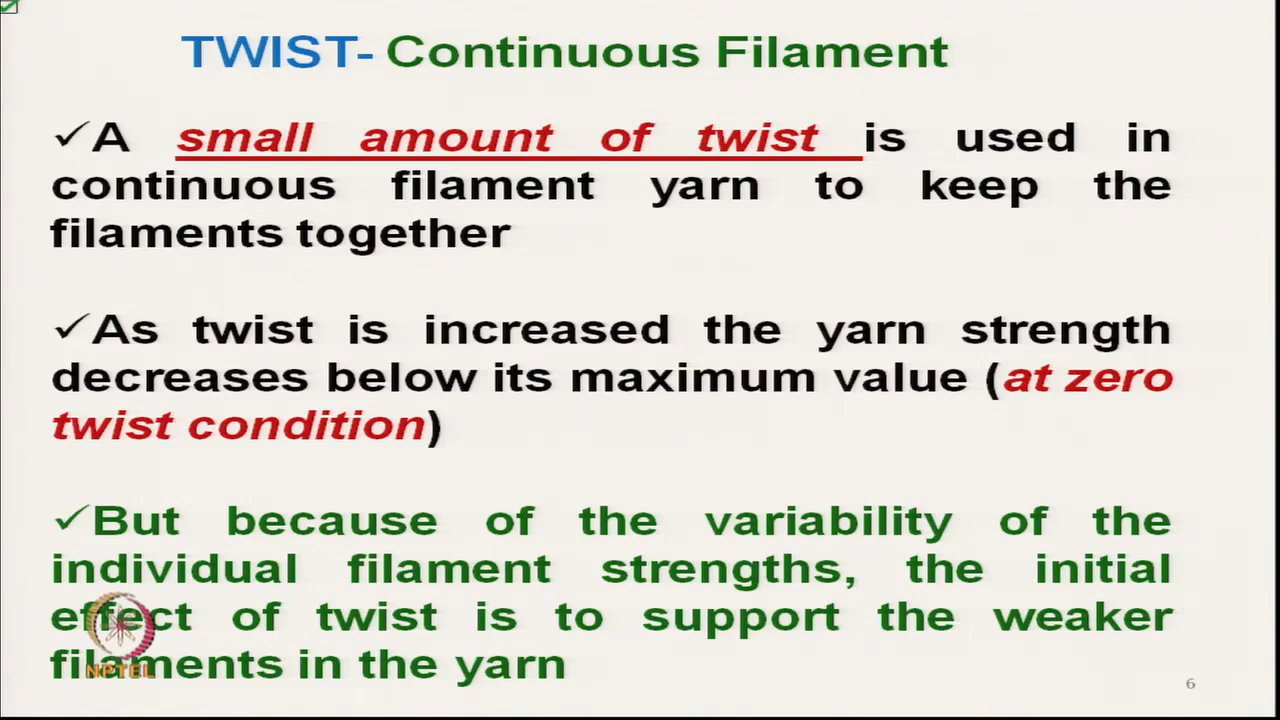 TWIST- Continuous Filament
✓A small amount of twist is used in
continuous filament yarn to keep the
filaments together
✓As twist is increased the yarn strength
decreases below its maximum value (at zero
twist condition)
✓But because of the variability of the
individual filament strengths, the initial
effect of twist is to support the weaker
filaments in the yarn
NPTEL
6